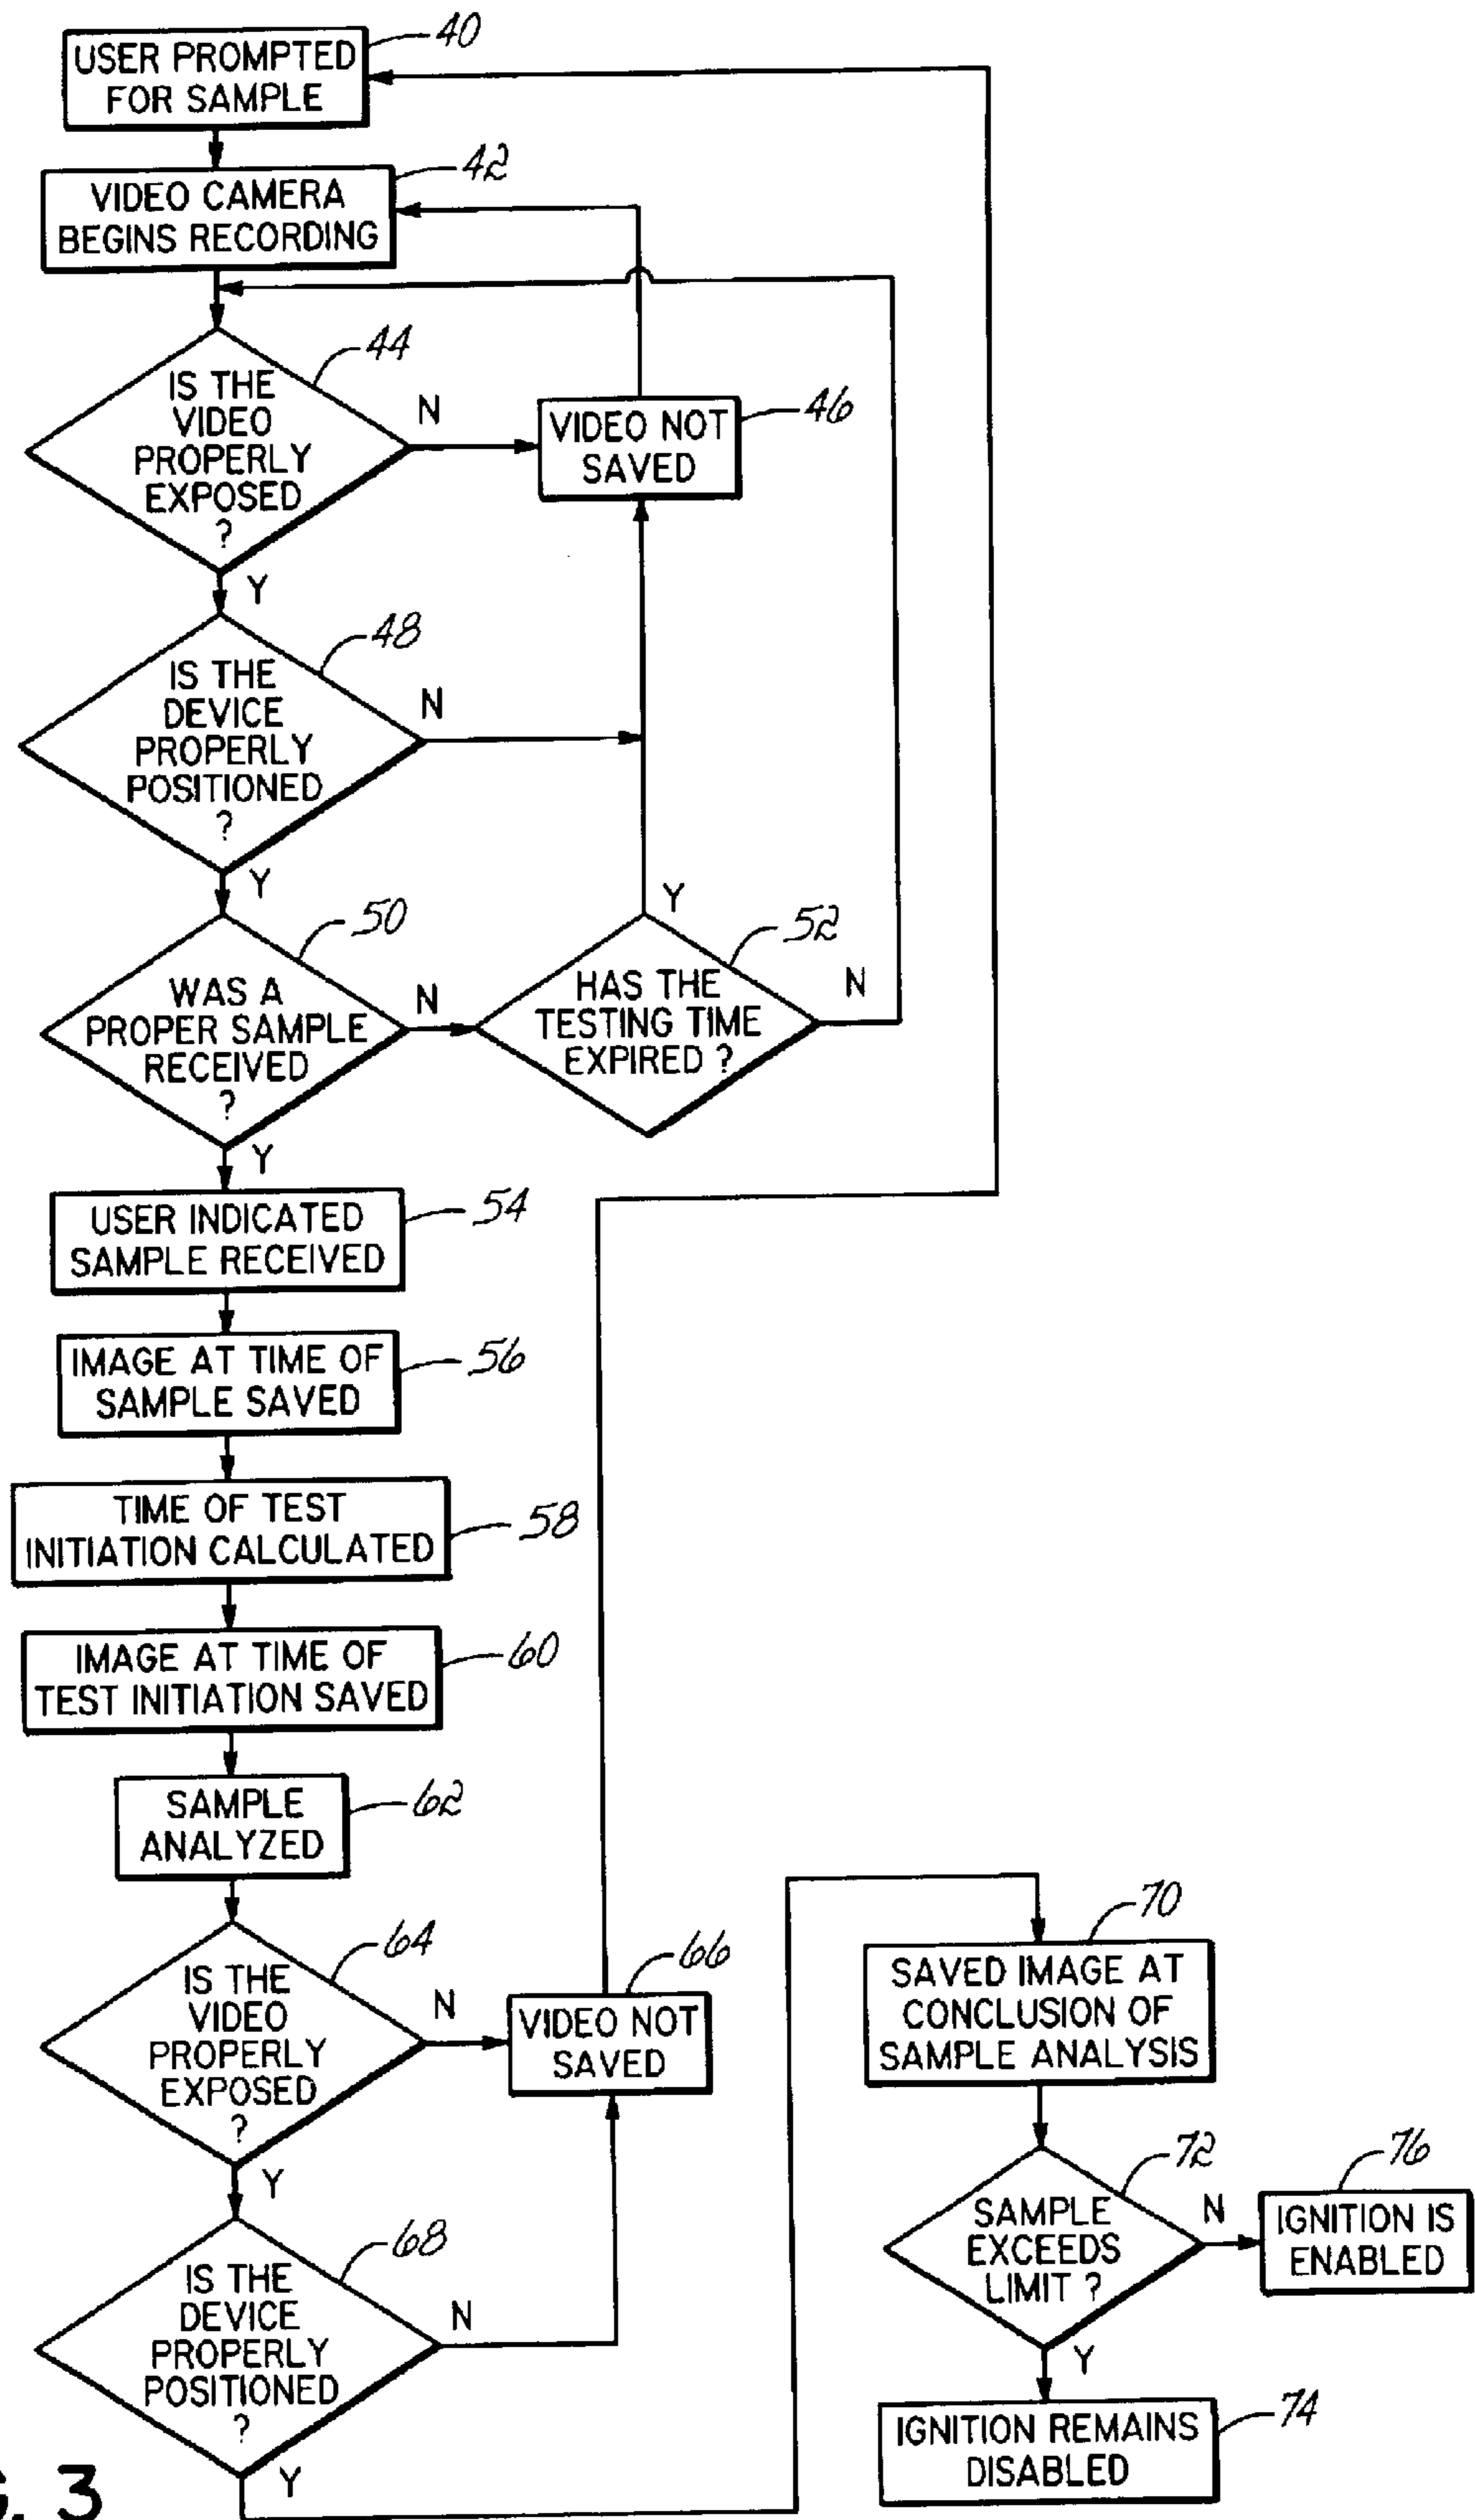 40
USER PROMPTED
FOR SAMPLE
42
VIDEO CAMERA
BEGINS RECORDING
44
IS THE
VIDEO
PROPERLY
EXPOSED
?
N
Y
46
VIDEO NOT
SAVED
48
IS THE
DEVICE
PROPERLY
POSITIONED
?
N
Y
50
WAS A
PROPER SAMPLE
RECEIVED
?
N
Y
52
HAS THE
TESTING TIME
EXPIRED ?
Y
N
54
USER INDICATED
SAMPLE RECEIVED
56
IMAGE AT TIME OF
SAMPLE SAVED
58
TIME OF TEST
INITIATION CALCULATED
60
IMAGE AT TIME OF
TEST INITIATION SAVED
62
SAMPLE
ANALYZED
64
IS THE
VIDEO
PROPERLY
EXPOSED
?
N
Y
66
VIDEO NOT
SAVED
68
IS THE
DEVICE
PROPERLY
POSITIONED
?
N
Y
70
SAVED IMAGE AT
CONCLUSION OF
SAMPLE ANALYSIS
72
SAMPLE
EXCEEDS
LIMIT ?
N
Y
76
IGNITION IS
ENABLED
74
IGNITION REMAINS
DISABLED
3